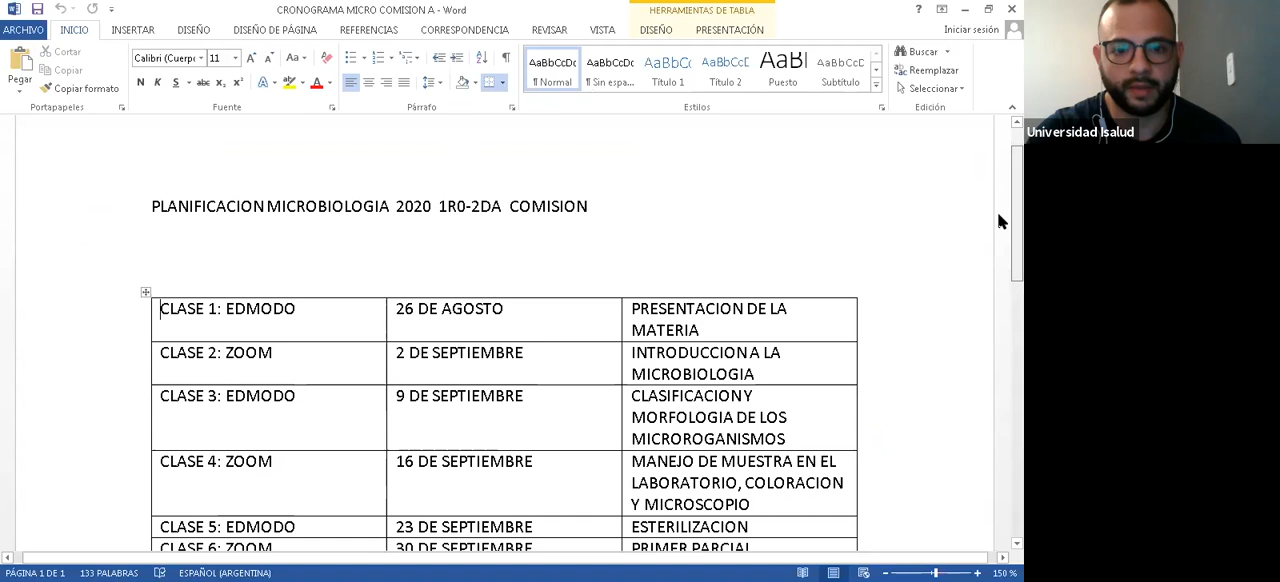 CRONOGRAMA MICRO COMISION A - Word
HERRAMIENTAS DE TABLA
ARCHIVO INICIO INSERTAR DISEÑO DISEÑO DE PÁGINA REFERENCIAS CORRESPONDENCIA REVISAR VISTA DISEÑO PRESENTACIÓN Iniciar sesión
Pegar
Cortar
Copiar
Copiar formato
Portapapeles
Calibri (Cuerp 11
N K S abc x₂ x²
Fuente
Párrafo
AaBbCcDc AaBbCcDc AaBbCc AaBbCcC AaBl AaBbCcC
¶ Normal ¶ Sin espa... Título 1 Título 2 Puesto Subtítulo
Estilos
Buscar
Reemplazar
Seleccionar
Edición
Universidad Isalud
PLANIFICACION MICROBIOLOGIA 2020 1R0-2DA COMISION
CLASE 1: EDMODO 26 DE AGOSTO PRESENTACION DE LA
MATERIA
CLASE 2: ZOOM 2 DE SEPTIEMBRE INTRODUCCION A LA
MICROBIOLOGIA
CLASE 3: EDMODO 9 DE SEPTIEMBRE CLASIFICACION Y
MORFOLOGIA DE LOS
MICROROGANISMOS
CLASE 4: ZOOM 16 DE SEPTIEMBRE MANEJO DE MUESTRA EN EL
LABORATORIO, COLORACION
Y MICROSCOPIO
CLASE 5: EDMODO 23 DE SEPTIEMBRE ESTERILIZACION
CLASE 6: ZOOM 30 DE SEPTIEMBRE PRIMER PARCIAL
PÁGINA 1 DE 1 133 PALABRAS ESPAÑOL (ARGENTINA) 150 %